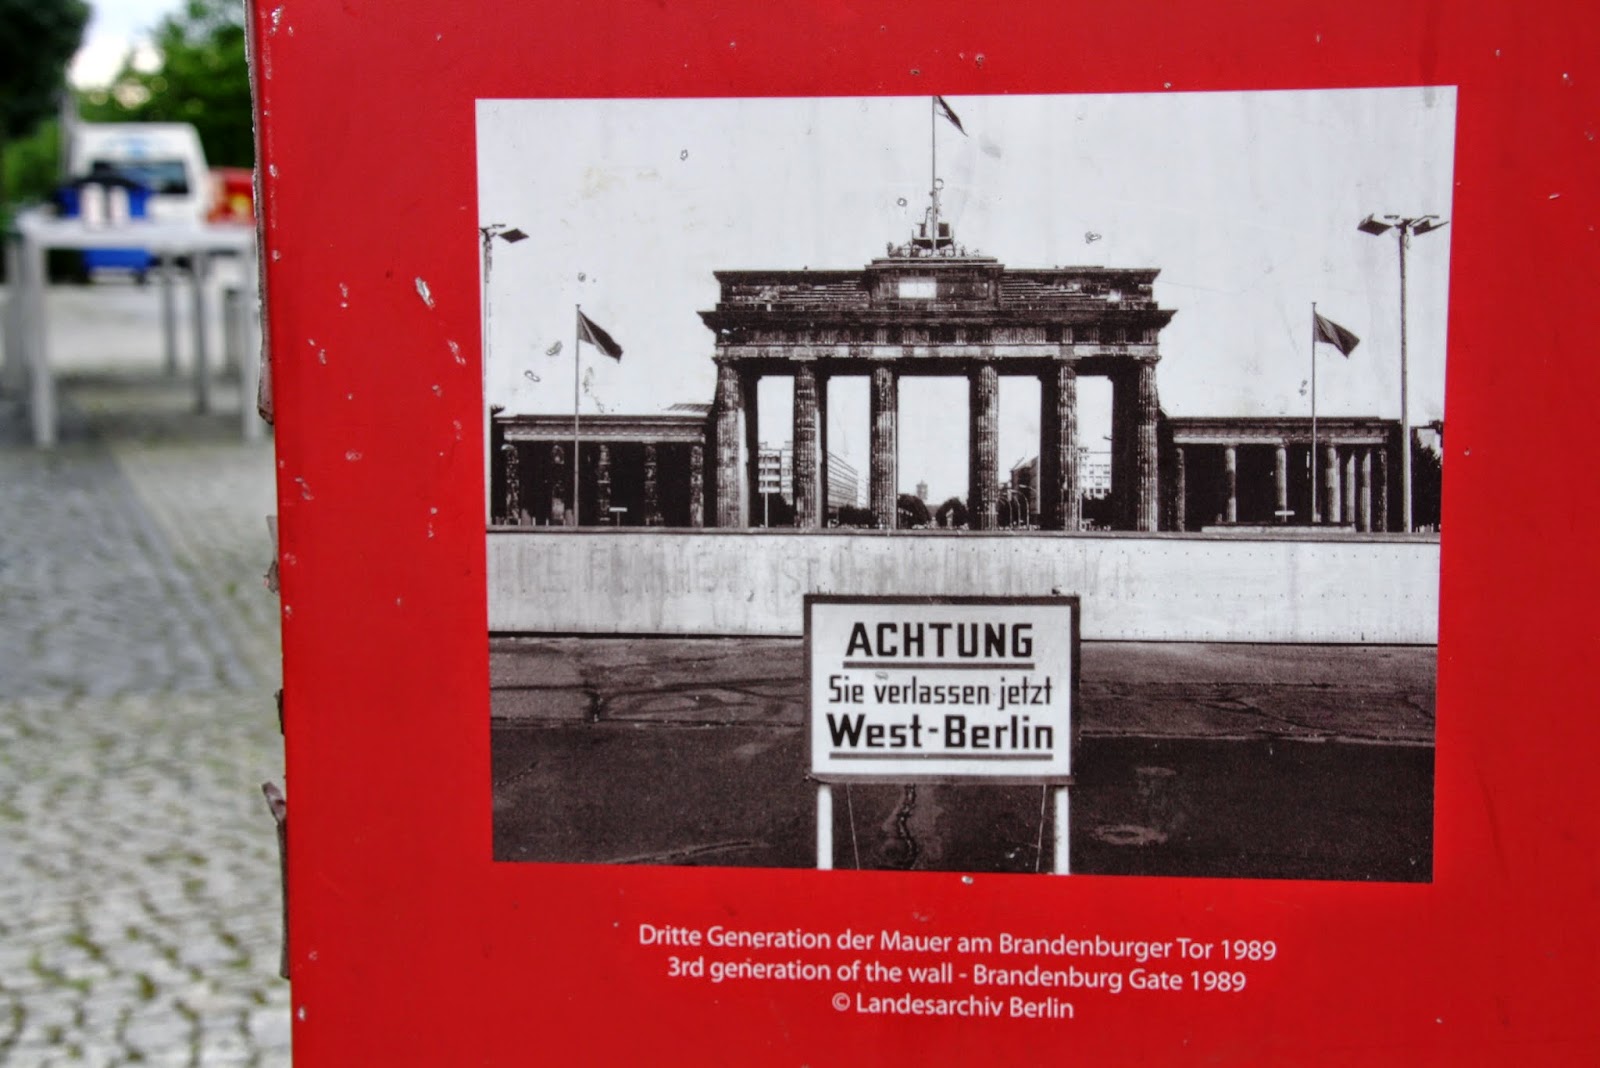 ACHTUNG
Sie verlassen jetzt
West-Berlin
Dritte Generation der Mauer am Brandenburger Tor 1989
3rd generation of the wall - Brandenburg Gate 1989
© Landesarchiv Berlin